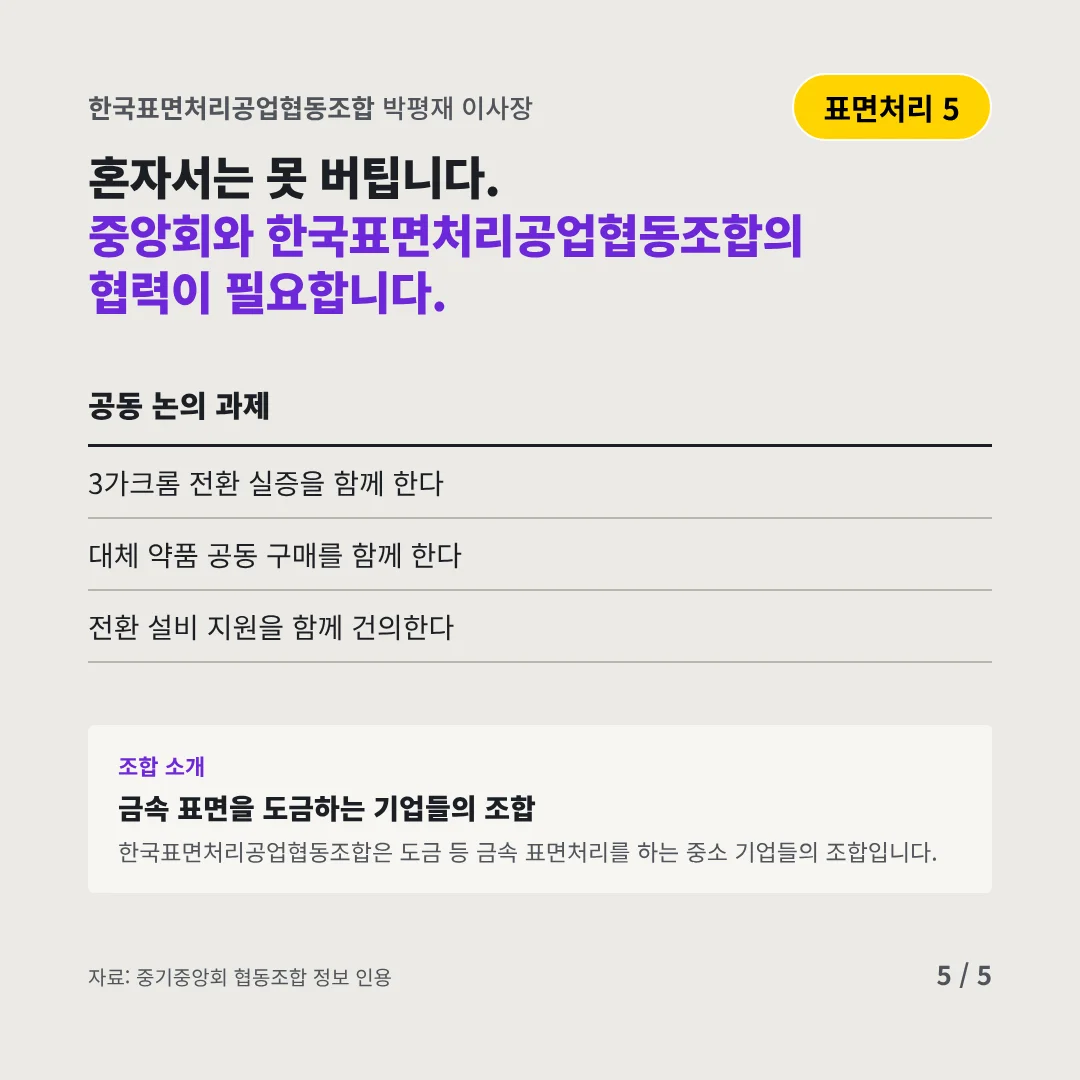 한국표면처리공업협동조합 박평재 이사장
표면처리 5
혼자서는 못 버팁니다.
중앙회와 한국표면처리공업협동조합의
협력이 필요합니다.
공동 논의 과제
3가크롬 전환 실증을 함께 한다
대체 약품 공동 구매를 함께 한다
전환 설비 지원을 함께 건의한다
조합 소개
금속 표면을 도금하는 기업들의 조합
한국표면처리공업협동조합은 도금 등 금속 표면처리를 하는 중소 기업들의 조합입니다.
자료: 중기중앙회 협동조합 정보 인용
5 / 5